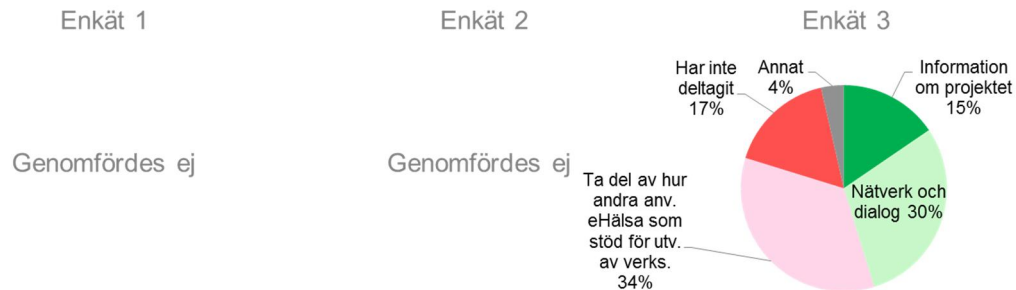 Enkät 1
Enkät 2
Enkät 3
Genomfördes ej
Genomfördes ej
Har inte
deltagit
17%
Annat
4%
Information
om projektet
15%
Nätverk och
dialog 30%
Ta del av hur
andra anv.
eHälsa som
stöd för utv.
av verks.
34%